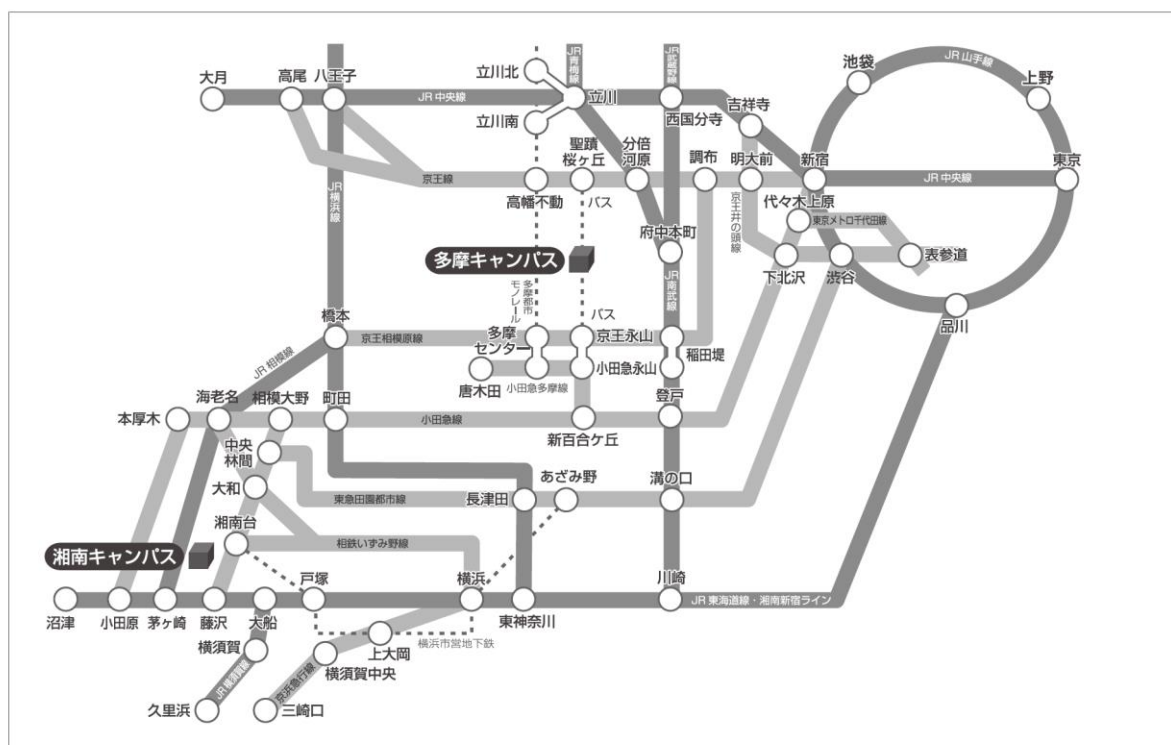 池袋
JR 山手線
上野
立川北
JR 青梅線
JR 武蔵野線
大月
高尾
八王子
JR 中央線
立川
吉祥寺
西国分寺
立川南
聖蹟
桜ヶ丘
分倍
河原
調布
明大前
新宿
東京
京王線
JR 中央線
JR 横浜線
高幡不動
バス
京王井の頭線
代々木上原
東京メトロ千代田線
府中本町
多摩キャンパス
下北沢
渋谷
表参道
JR 南武線
多摩都市
モノレール
バス
品川
橋本
京王相模原線
多摩
センター
京王永山
稲田堤
JR 相模線
唐木田
小田急多摩線
小田急永山
海老名
相模大野
町田
登戸
本厚木
小田急線
新百合ケ丘
中央
林間
あざみ野
溝の口
大和
東急田園都市線
長津田
湘南台
相鉄いずみ野線
湘南キャンパス
戸塚
横浜
川崎
JR 東海道線・湘南新宿ライン
沼津
小田原
茅ヶ崎
藤沢
大船
東神奈川
横須賀
上大岡
横浜市営地下鉄
横須賀中央
JR 横須賀線
京浜急行線
久里浜
三崎口